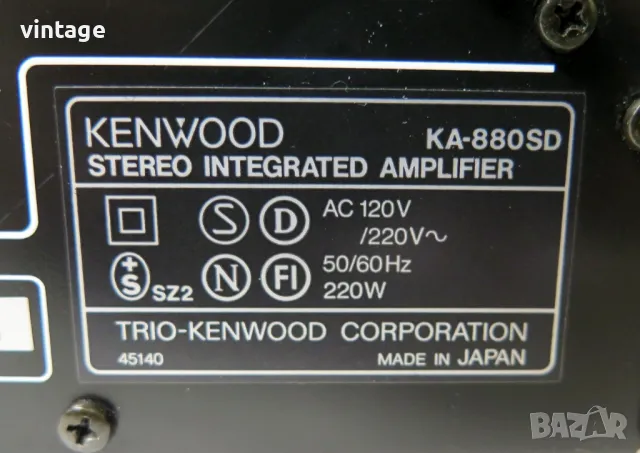 vintage
KENWOOD KA-880SD
STEREO INTEGRATED AMPLIFIER
S D AC 120V
/220V~
+S SZ2 N FI 50/60Hz
220W
TRIO-KENWOOD CORPORATION
45140 MADE IN JAPAN
BAZAR